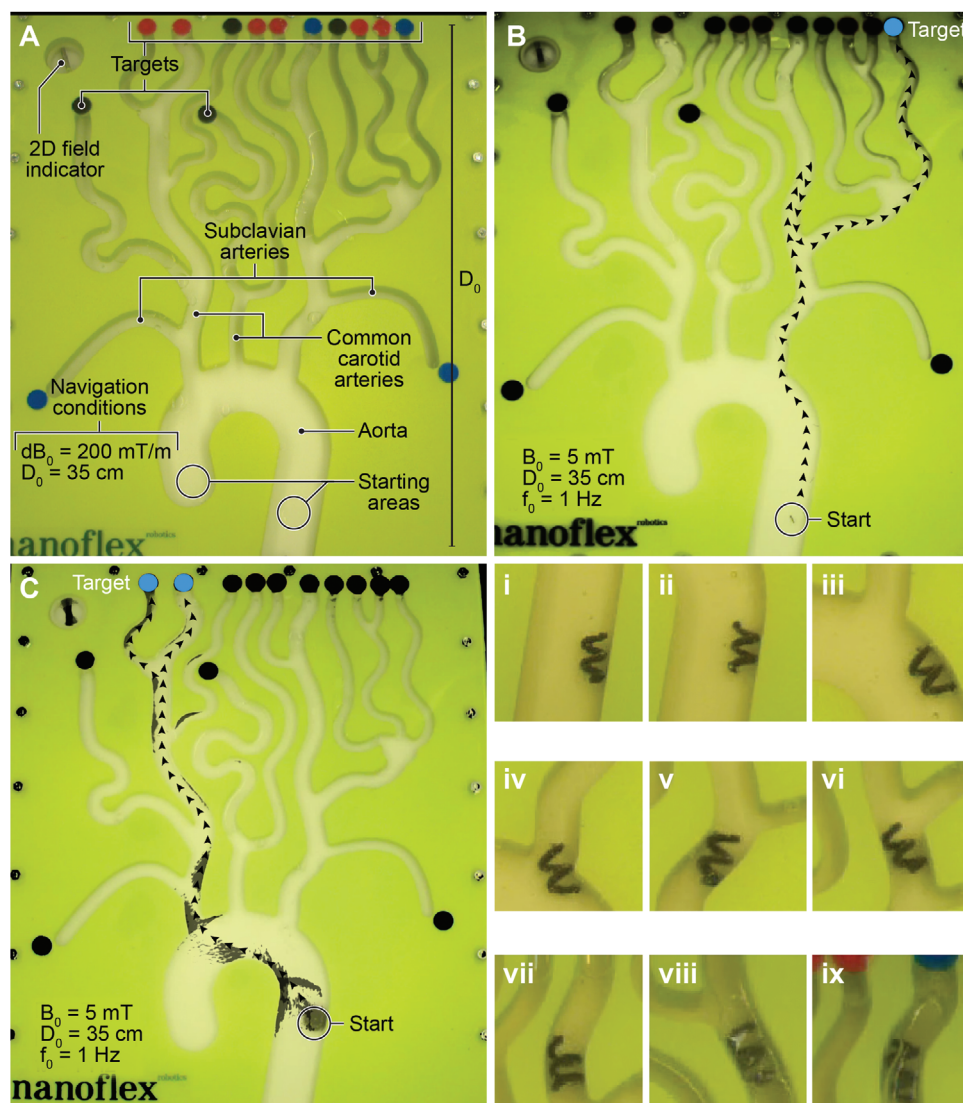 A
Targets
2D field
indicator
Subclavian
arteries
D₀
Common
carotid
arteries
Navigation
conditions
dB₀ = 200 mT/m
D₀ = 35 cm
Aorta
Starting
areas
nanoflex
robotics
B
Target
B₀ = 5 mT
D₀ = 35 cm
f₀ = 1 Hz
Start
nanoflex
robotics
C
Target
B₀ = 5 mT
D₀ = 35 cm
f₀ = 1 Hz
Start
nanoflex
i
ii
iii
iv
v
vi
vii
viii
ix